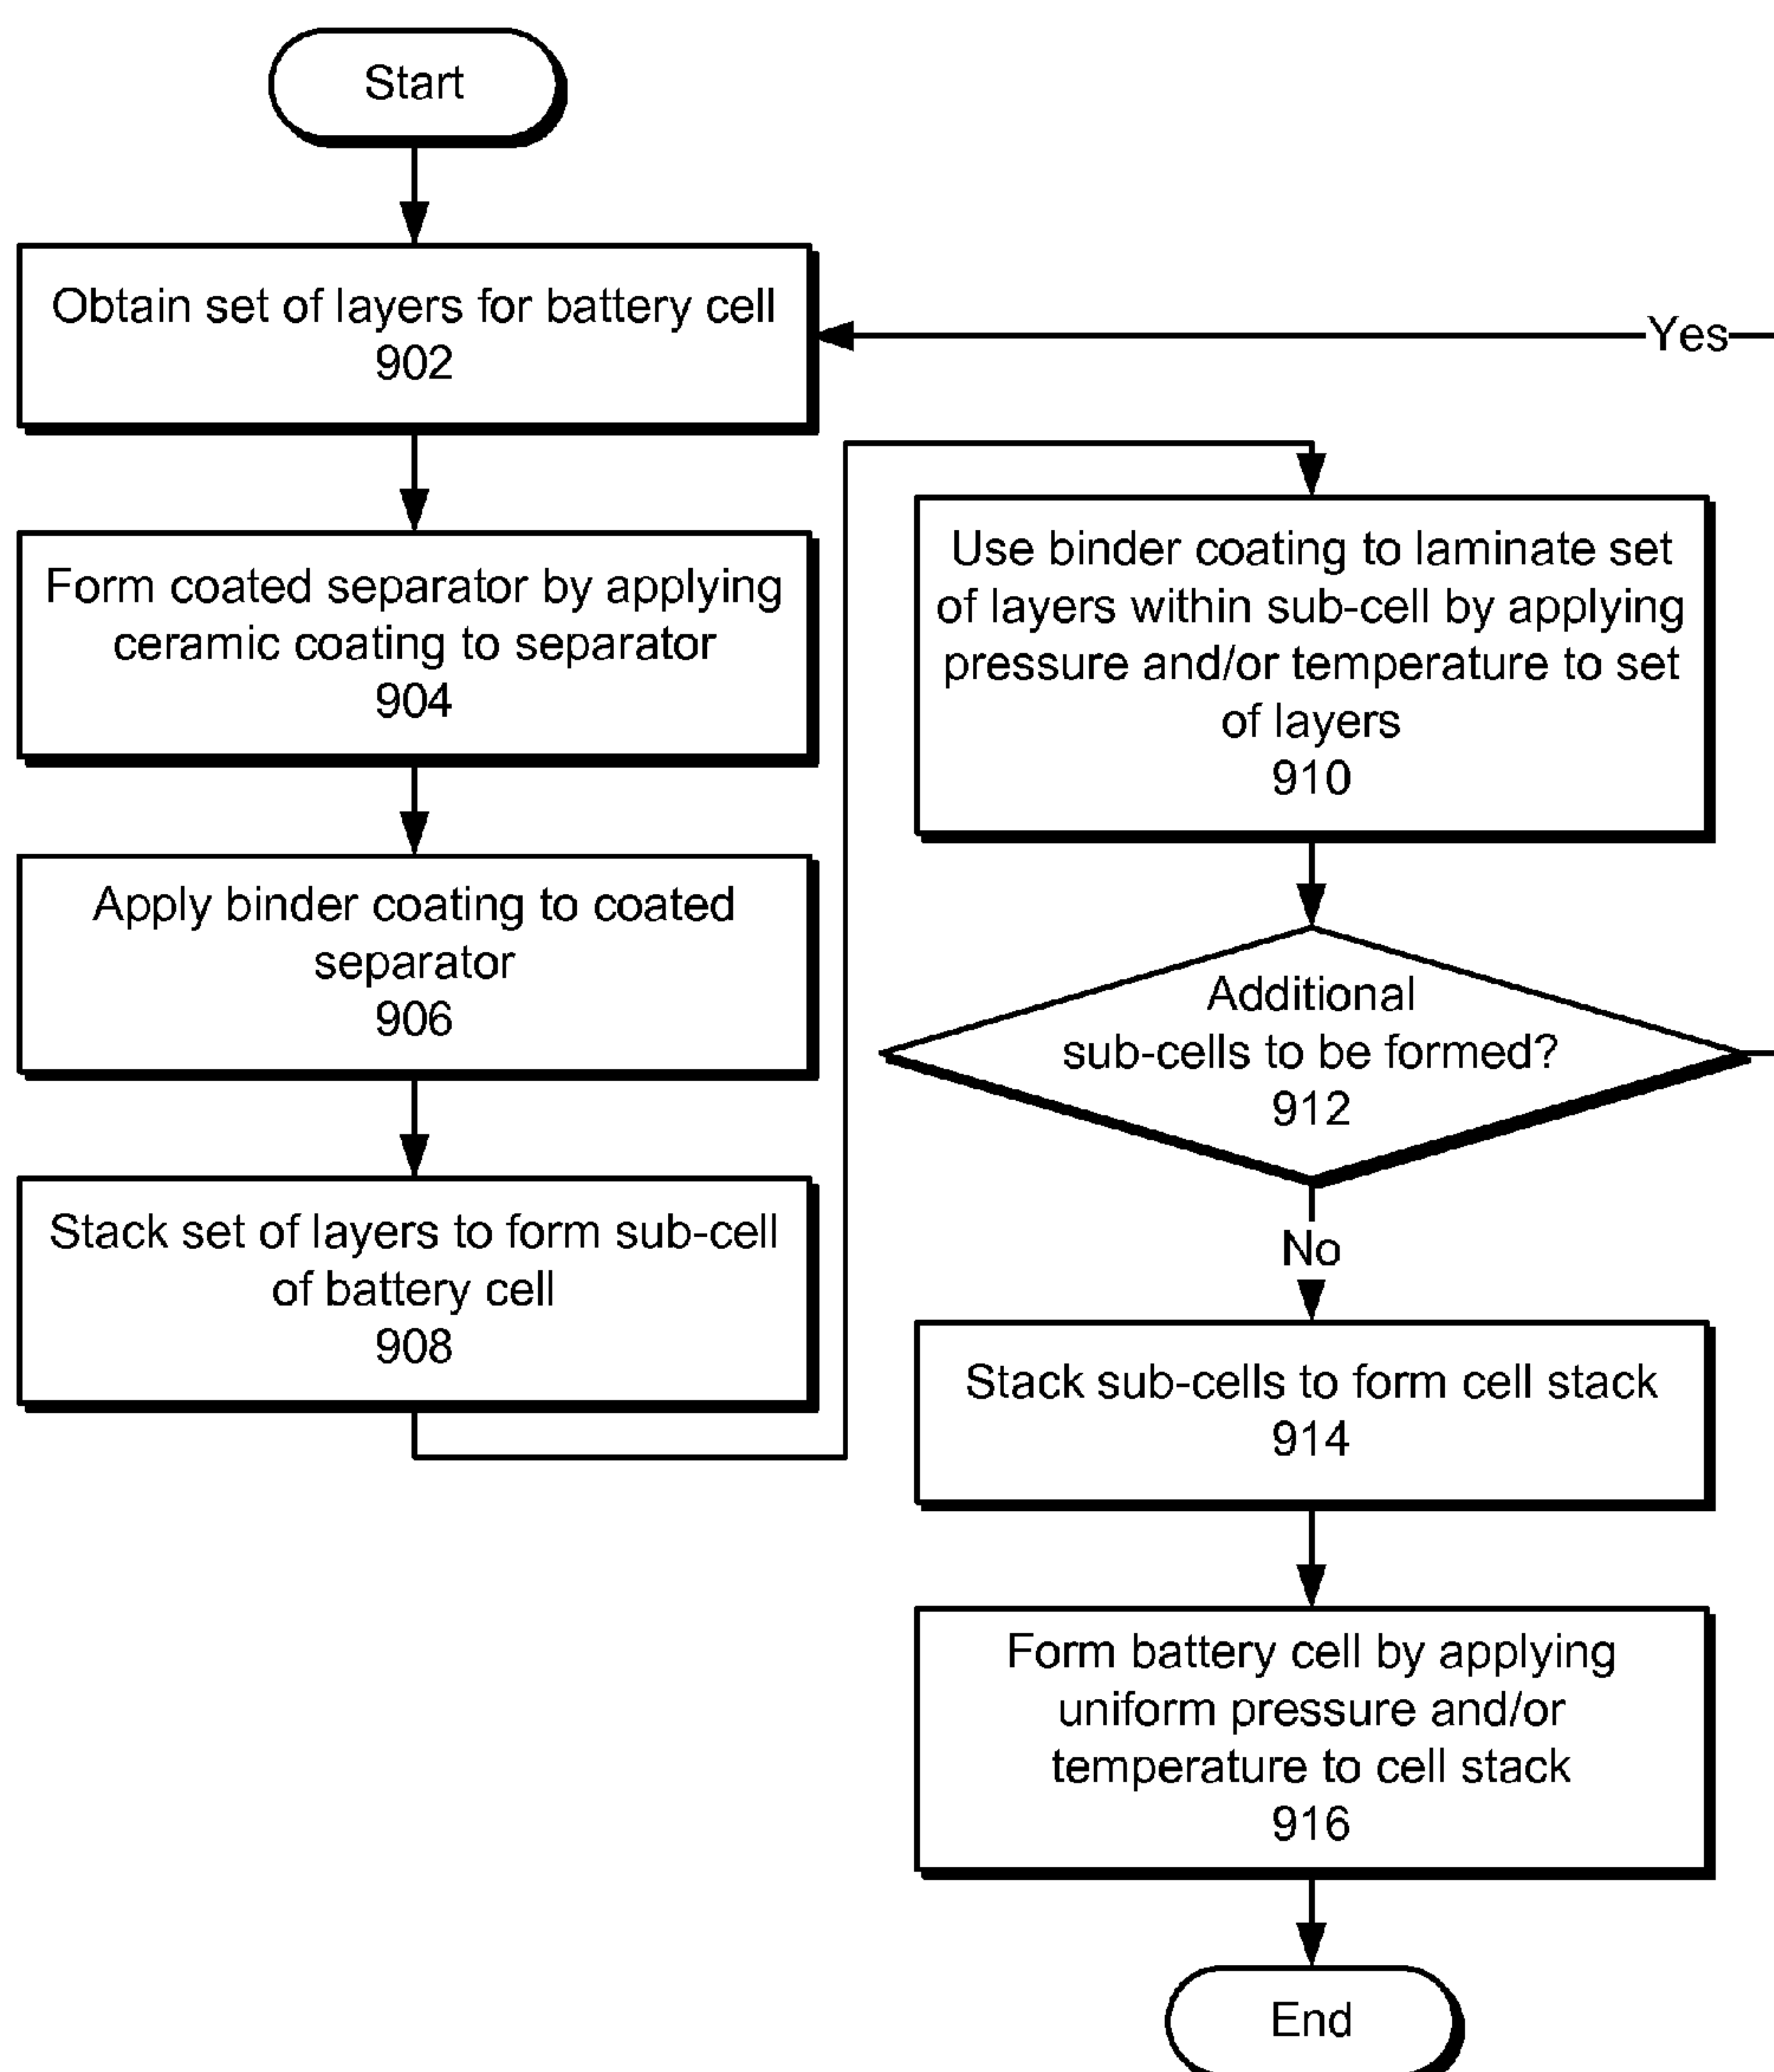 Start
Obtain set of layers for battery cell
902
Form coated separator by applying
ceramic coating to separator
904
Apply binder coating to coated
separator
906
Stack set of layers to form sub-cell
of battery cell
908
Use binder coating to laminate set
of layers within sub-cell by applying
pressure and/or temperature to set
of layers
910
Additional
sub-cells to be formed?
912
Yes
No
Stack sub-cells to form cell stack
914
Form battery cell by applying
uniform pressure and/or
temperature to cell stack
916
End